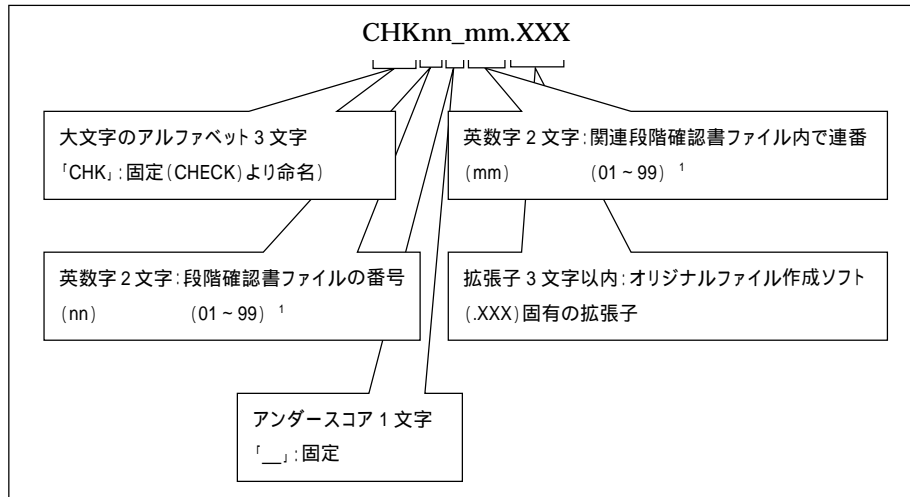 CHKnn_mm.XXX
大文字のアルファベット3文字
「CHK」:固定(CHECK)より命名)
英数字2文字:関連段階確認書ファイル内で連番
(mm) (01~99) 1
英数字2文字:段階確認書ファイルの番号
(nn) (01~99) 1
拡張子3文字以内:オリジナルファイル作成ソフト
(.XXX)固有の拡張子
アンダースコア1文字
「__」:固定